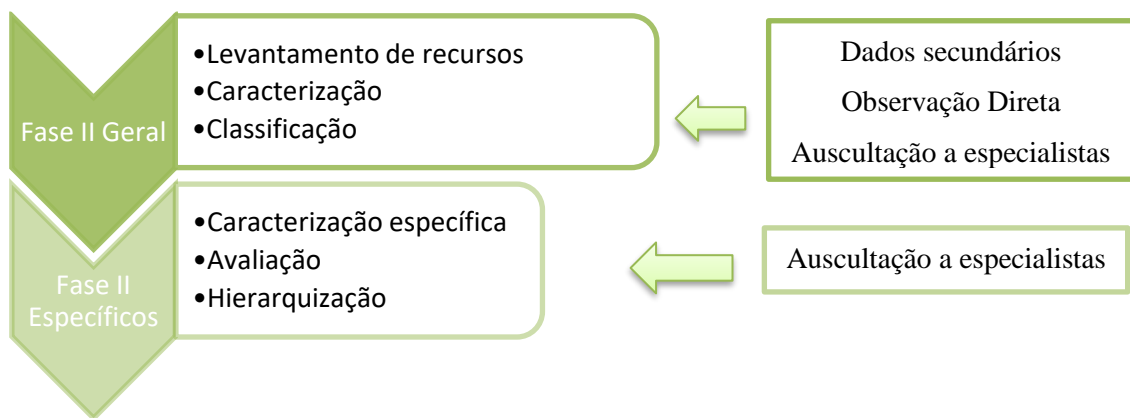 Fase II Geral
•Levantamento de recursos
•Caracterização
•Classificação
Dados secundários
Observação Direta
Auscultação a especialistas
Fase II
Específicos
•Caracterização específica
•Avaliação
•Hierarquização
Auscultação a especialistas